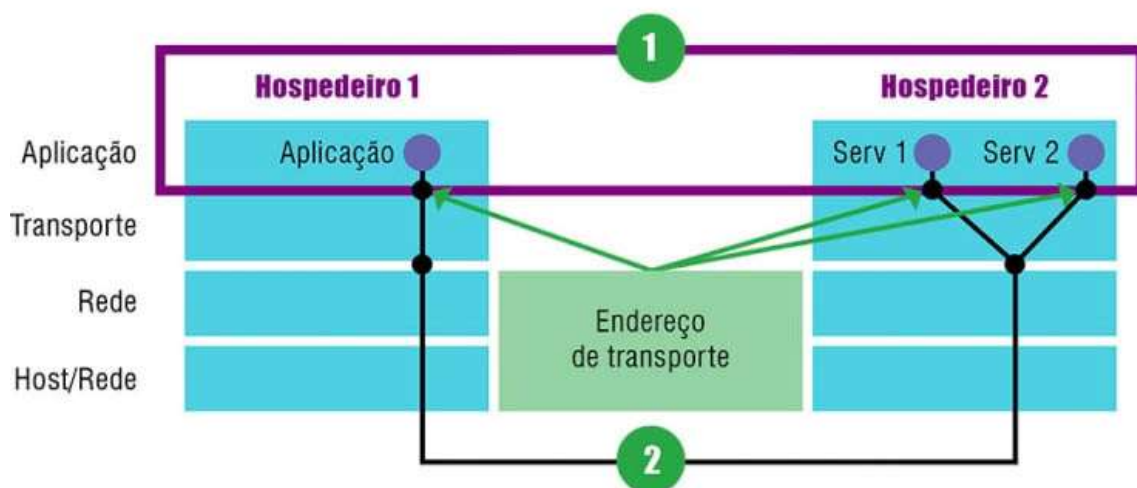 1
Hospedeiro 1
Hospedeiro 2
Aplicação
Aplicação
Serv 1
Serv 2
Transporte
Rede
Endereço
de transporte
Host/Rede
2